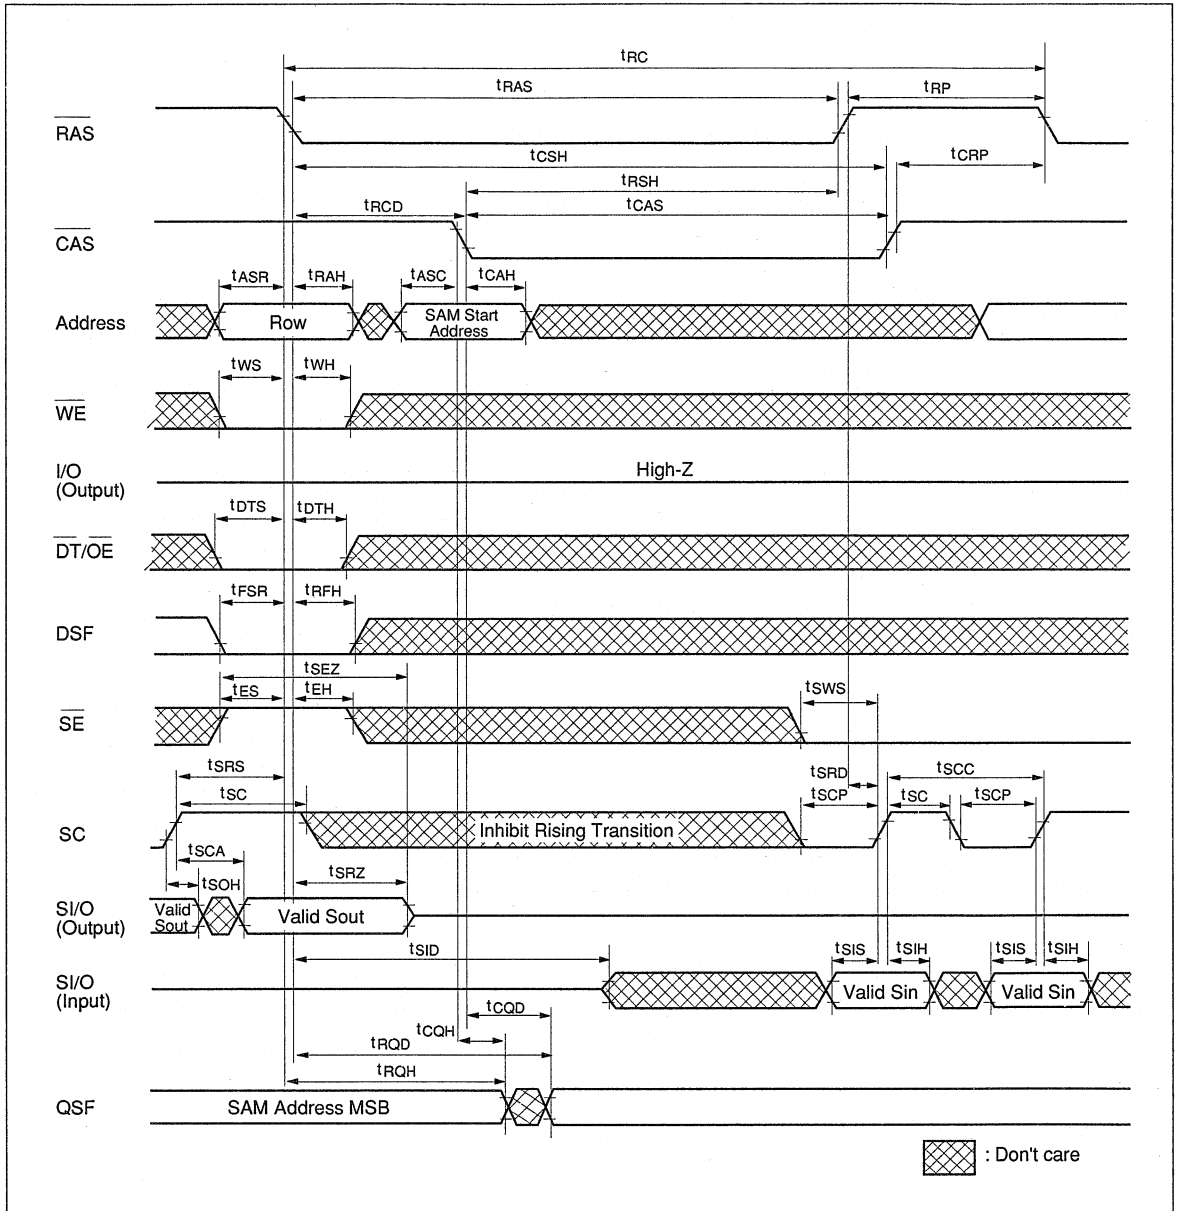 tRC
tRAS
tRP
RAS
tCSH
tCRP
tRSH
tRCD
tCAS
CAS
tASR
tRAH
tASC
tCAH
Address
Row
SAM Start
Address
tWS
tWH
WE
I/O
(Output)
High-Z
tDTS
tDTH
DT/OE
tFSR
tRFH
DSF
tSEZ
tES
tEH
tSWS
SE
tSRS
tSRD
tSCC
tSC
tSCP
tSC
tSCP
SC
Inhibit Rising Transition
tSCA
tSOH
tSRZ
SI/O
(Output)
Valid
Sout
Valid Sout
tSID
tSIS
tSIH
tSIS
tSIH
SI/O
(Input)
Valid Sin
Valid Sin
tCQD
tCQH
tRQD
tRQH
QSF
SAM Address MSB
: Don't care